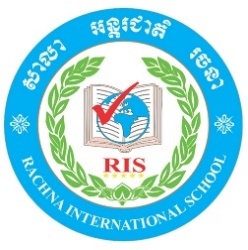 សាលា អន្តរជាតិ រចនា
RIS
RACHNA INTERNATIONAL SCHOOL